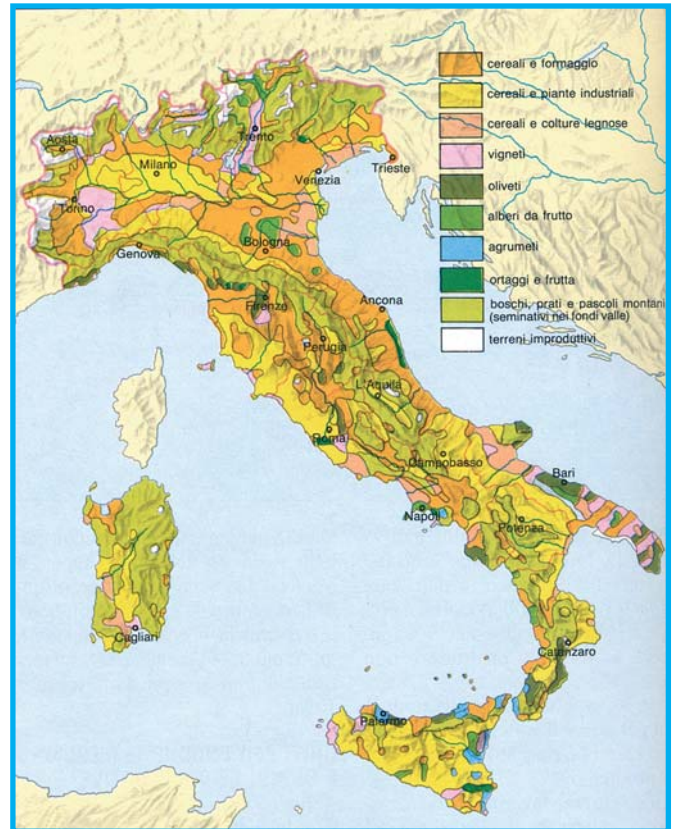 cereali e formaggio
cereali e piante industriali
cereali e colture legnose
vigneti
oliveti
alberi da frutto
agrumeti
ortaggi e frutta
boschi, prati e pascoli montani
(seminativi nei fondi valle)
terreni improduttivi
Trento
Aosta
Milano
Venezia
Trieste
Torino
Genova
Bologna
Firenze
Ancona
Perugia
L'Aquila
Roma
Campobasso
Bari
Napoli
Potenza
Cagliari
Catanzaro
Palermo